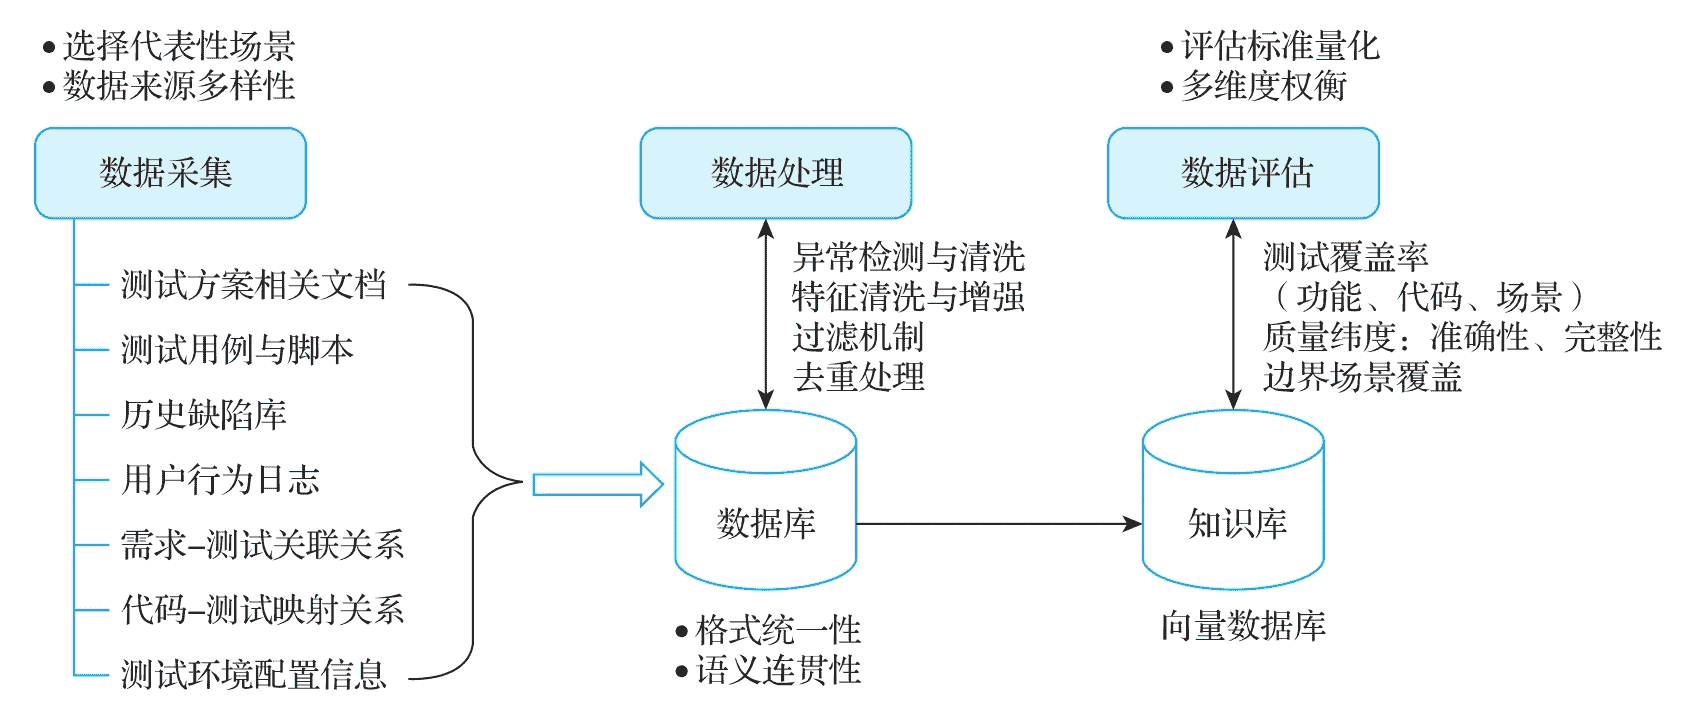 • 选择代表性场景
• 数据来源多样性
数据采集
测试方案相关文档
测试用例与脚本
历史缺陷库
用户行为日志
需求–测试关联关系
代码–测试映射关系
测试环境配置信息
数据处理
异常检测与清洗
特征清洗与增强
过滤机制
去重处理
数据库
• 格式统一性
• 语义连贯性
• 评估标准量化
• 多维度权衡
数据评估
测试覆盖率
（功能、代码、场景）
质量纬度：准确性、完整性
边界场景覆盖
知识库
向量数据库